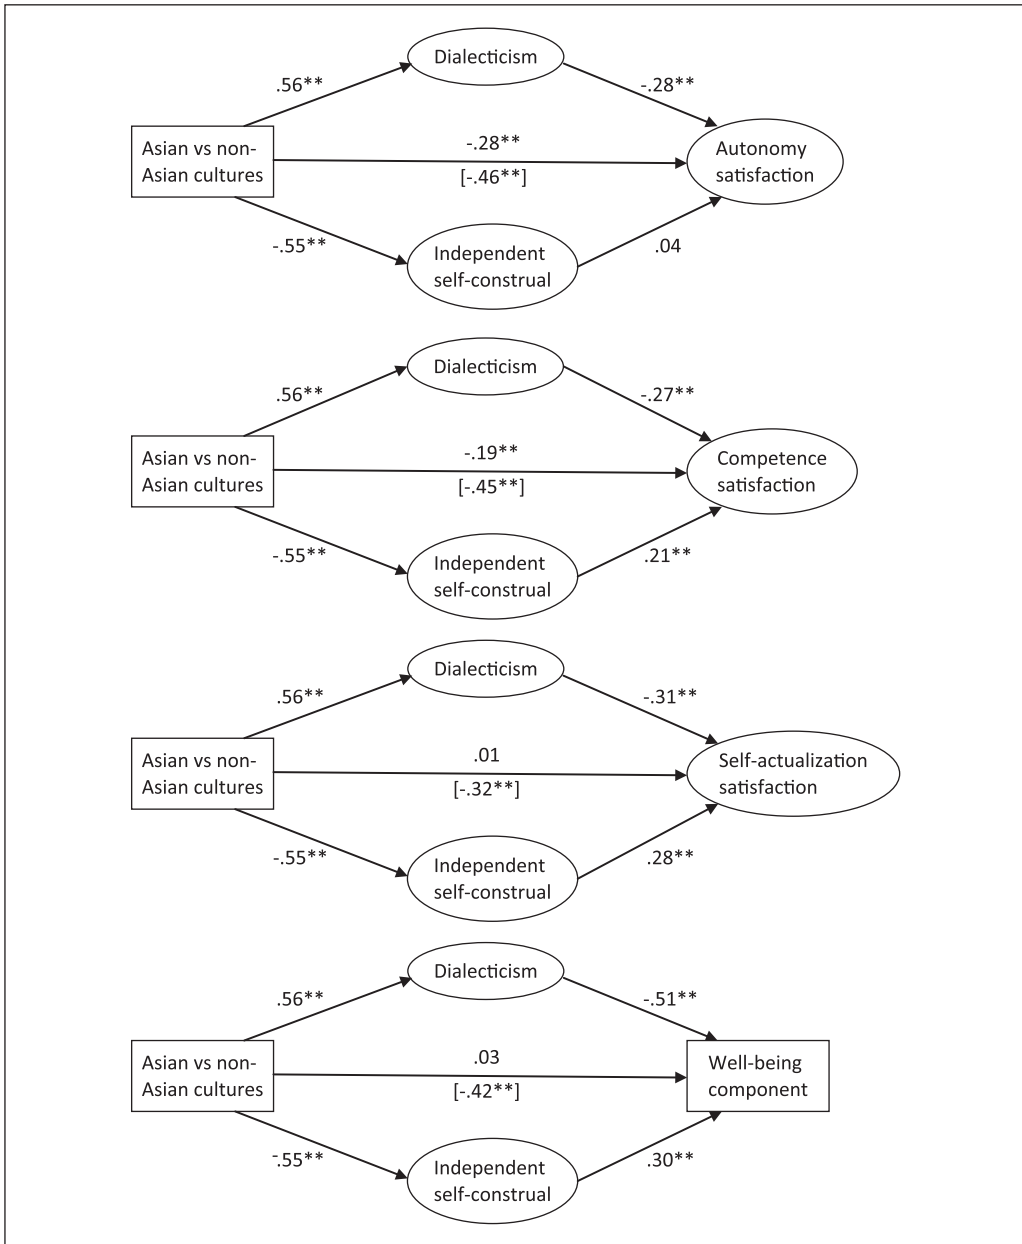 Dialecticism
.56**
-.28**
Asian vs non-
Asian cultures
-.28**
[-.46**]
Autonomy
satisfaction
-.55**
Independent
self-construal
.04
Dialecticism
.56**
-.27**
Asian vs non-
Asian cultures
-.19**
[-.45**]
Competence
satisfaction
-.55**
Independent
self-construal
.21**
Dialecticism
.56**
-.31**
Asian vs non-
Asian cultures
.01
[-.32**]
Self-actualization
satisfaction
-.55**
Independent
self-construal
.28**
Dialecticism
.56**
-.51**
Asian vs non-
Asian cultures
.03
[-.42**]
Well-being
component
-.55**
Independent
self-construal
.30**